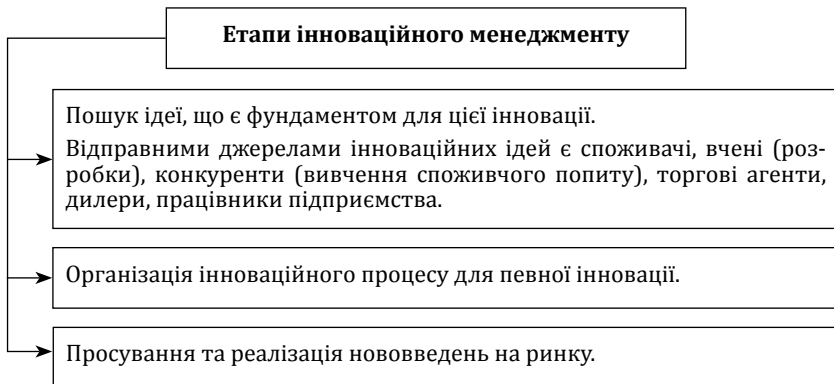 Етапи інноваційного менеджменту
Пошук ідеї, що є фундаментом для цієї інновації.
Відправними джерелами інноваційних ідей є споживачі, вчені (роз-
робки), конкуренти (вивчення споживчого попиту), торгові агенти,
дилери, працівники підприємства.
Організація інноваційного процесу для певної інновації.
Просування та реалізація нововведень на ринку.